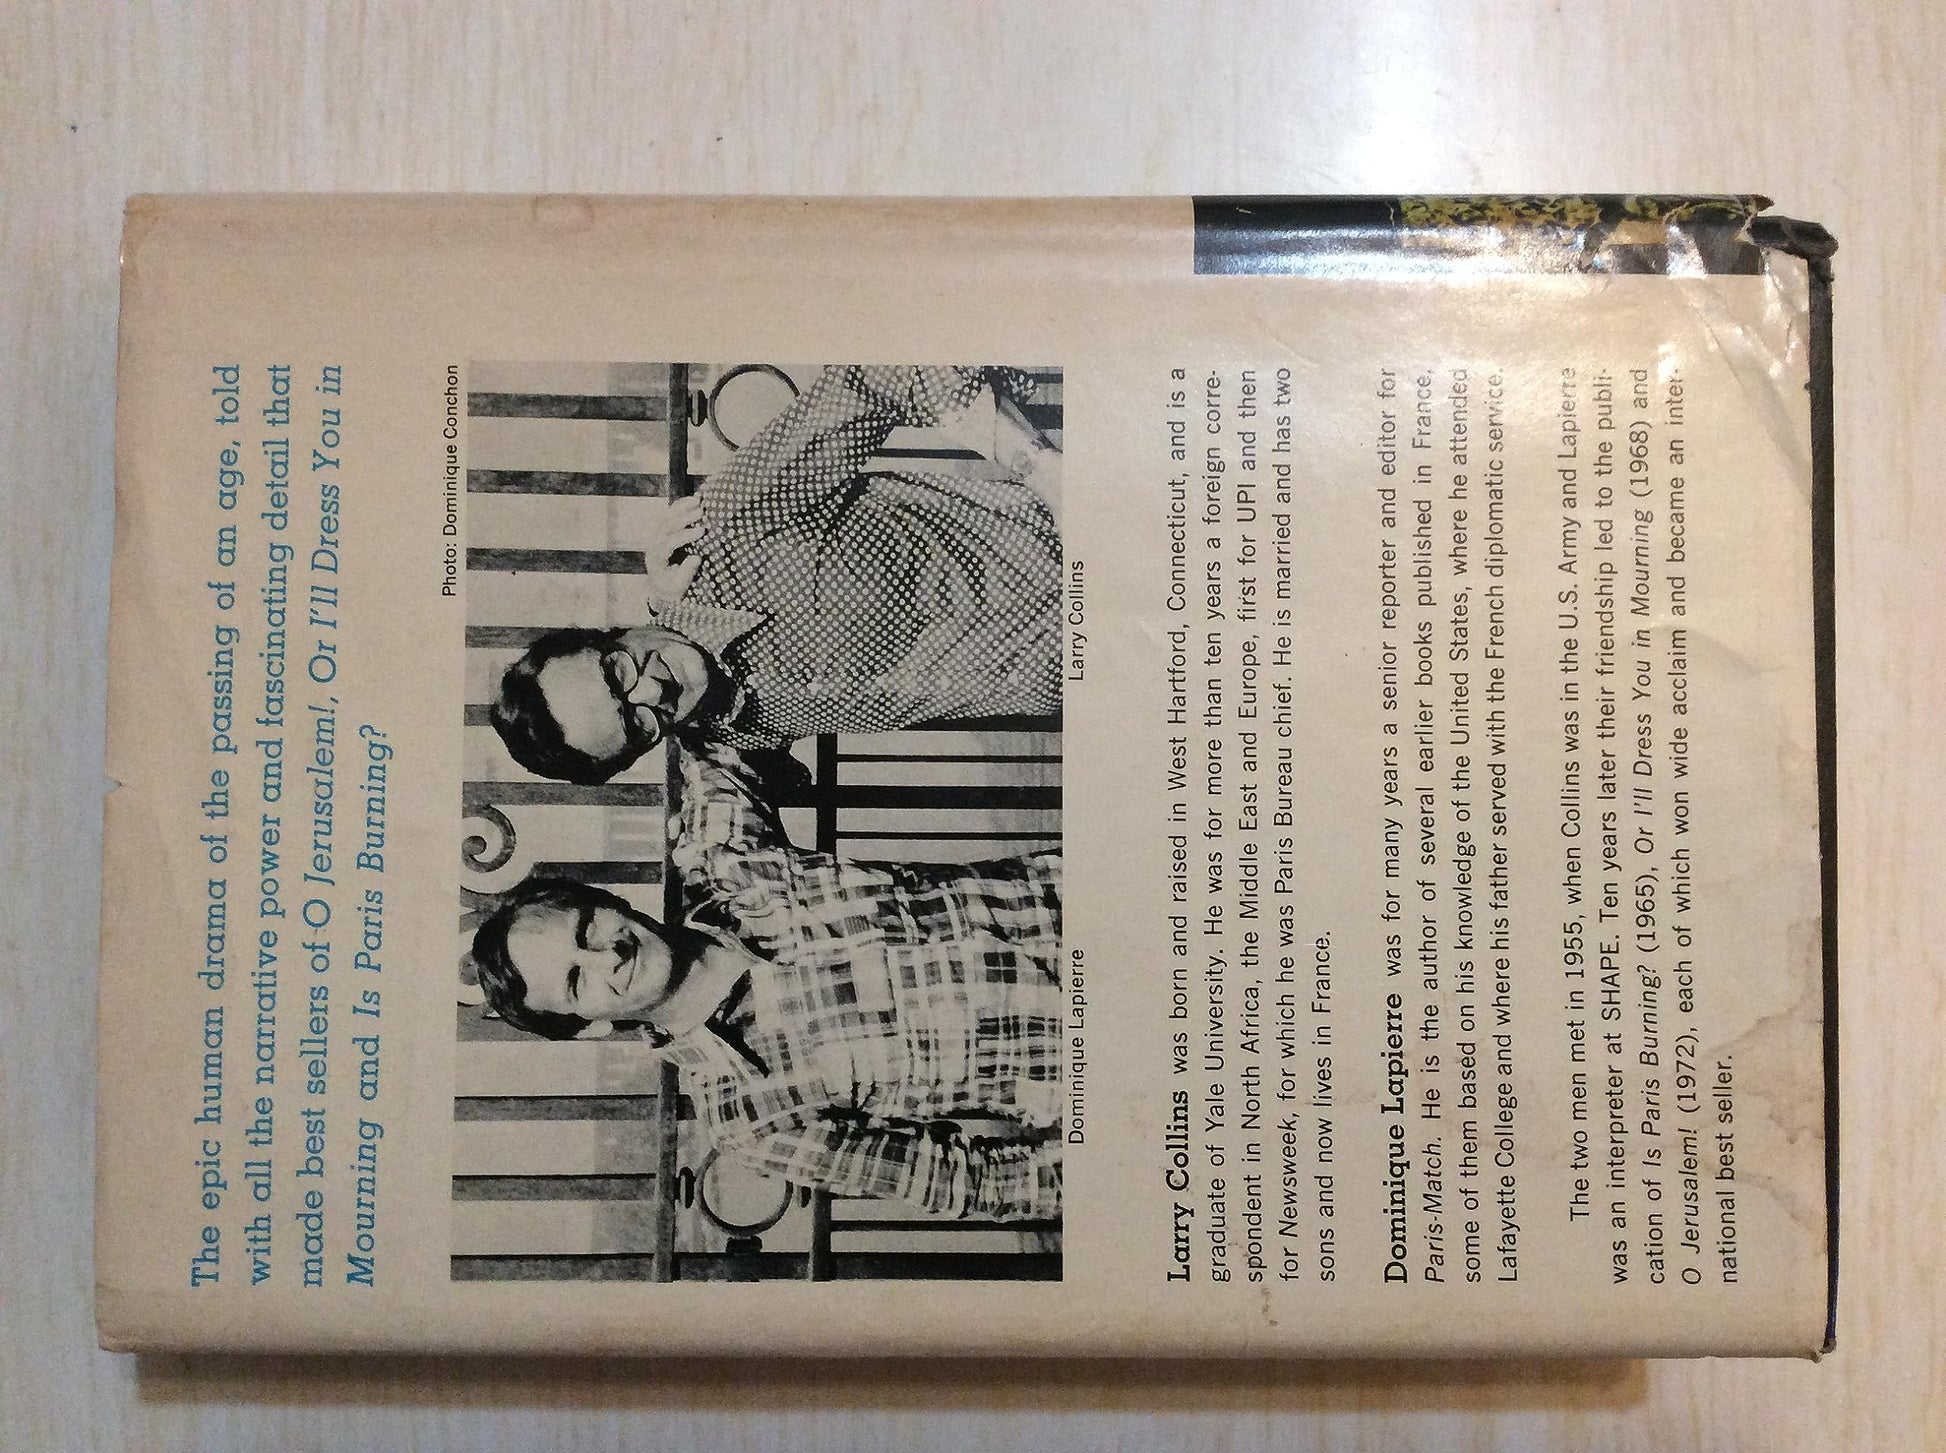 The epic human drama of the passing of an age, told
with all the narrative power and fascinating detail that
made best sellers of O Jerusalem!, Or I'll Dress You in
Mourning and Is Paris Burning?
Photo: Dominique Conchon
Dominique Lapierre
Larry Collins
Larry Collins was born and raised in West Hartford, Connecticut, and is a
graduate of Yale University. He was for more than ten years a foreign corre-
spondent in North Africa, the Middle East and Europe, first for UPI and then
for Newsweek, for which he was Paris Bureau chief. He is married and has two
sons and now lives in France.
Dominique Lapierre was for many years a senior reporter and editor for
Paris-Match. He is the author of several earlier books published in France,
some of them based on his knowledge of the United States, where he attended
Lafayette College and where his father served with the French diplomatic service.
The two men met in 1955, when Collins was in the U.S. Army and Lapierre
was an interpreter at SHAPE. Ten years later their friendship led to the publi-
cation of Is Paris Burning? (1965), Or I'll Dress You in Mourning (1968) and
O Jerusalem! (1972), each of which won wide acclaim and became an inter-
national best seller.